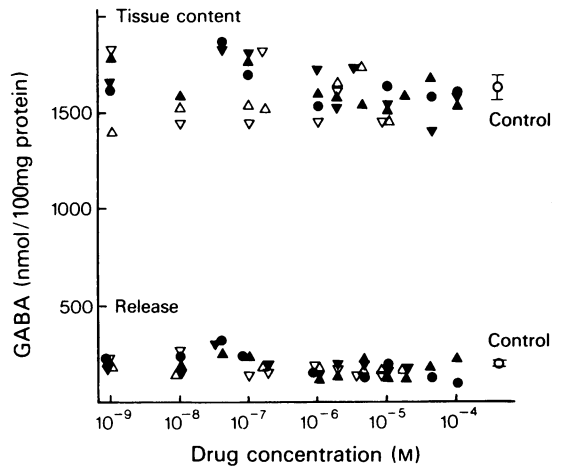 Tissue content
1500
Control
1000
500
Release
Control
GABA (nmol/100mg protein)
10⁻⁹ 10⁻⁸ 10⁻⁷ 10⁻⁶ 10⁻⁵ 10⁻⁴
Drug concentration (M)